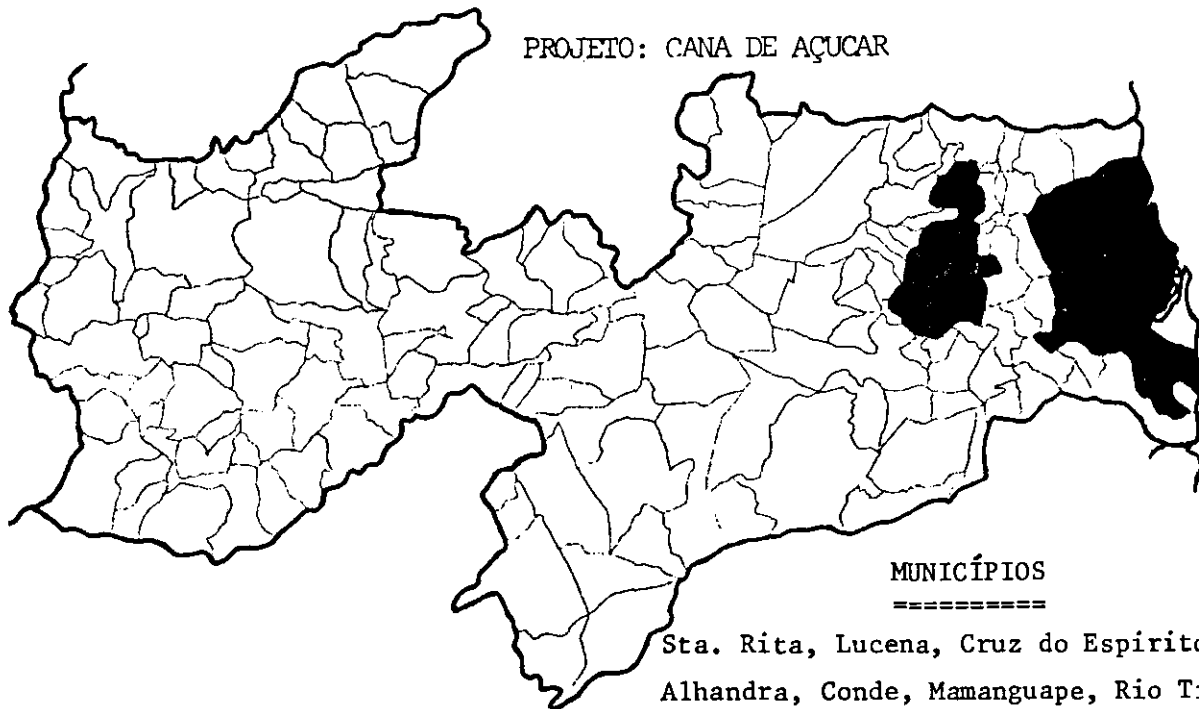 PROJETO: CANA DE AÇUCAR
MUNICÍPIOS
==========
Sta. Rita, Lucena, Cruz do Espirito
Alhandra, Conde, Mamanguape, Rio